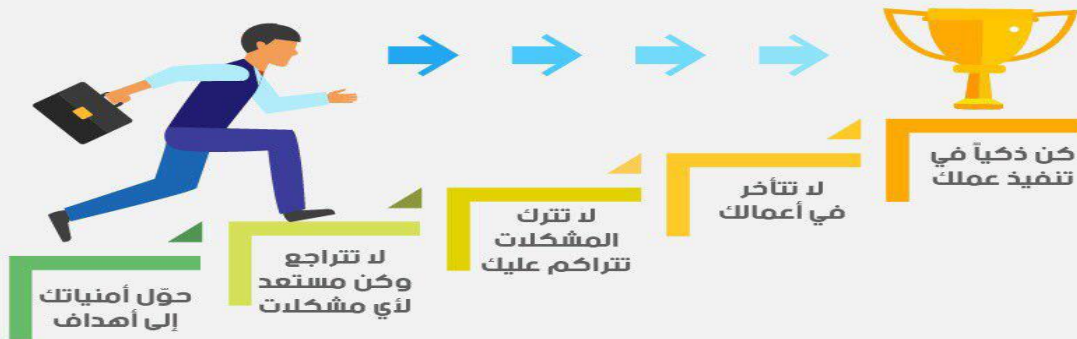 حوّل أمنياتك
إلى أهداف
لا تتراجع
وكن مستعد
لأي مشكلات
لا تترك
المشكلات
تتراكم عليك
لا تتأخر
في أعمالك
كن ذكياً في
تنفيذ عملك